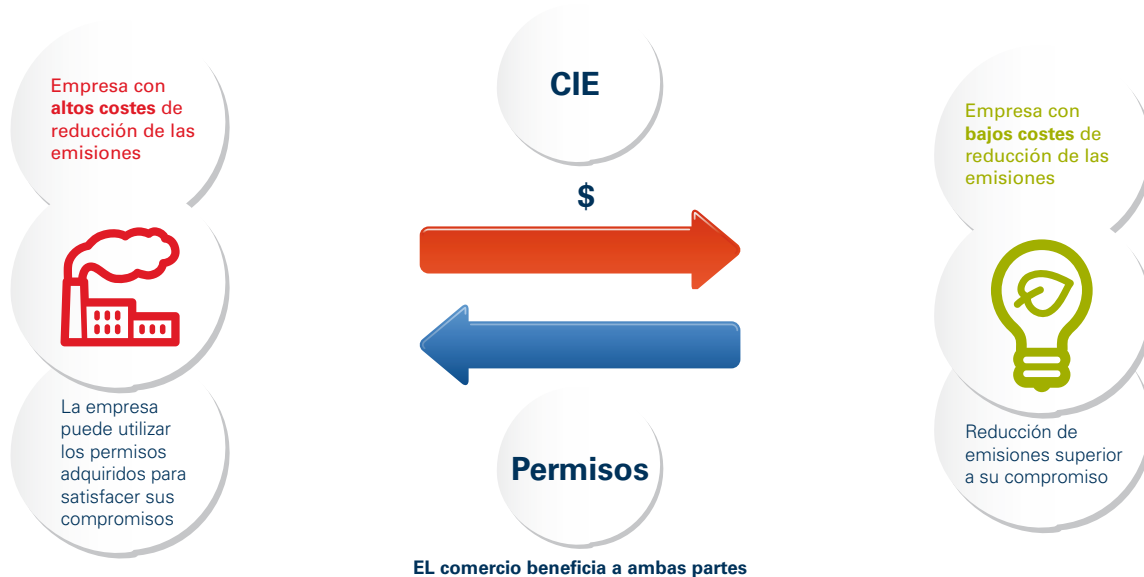 Empresa con
altos costes de
reducción de las
emisiones
La empresa
puede utilizar
los permisos
adquiridos para
satisfacer sus
compromisos
CIE
$
Permisos
EL comercio beneficia a ambas partes
Empresa con
bajos costes de
reducción de las
emisiones
Reducción de
emisiones superior
a su compromiso